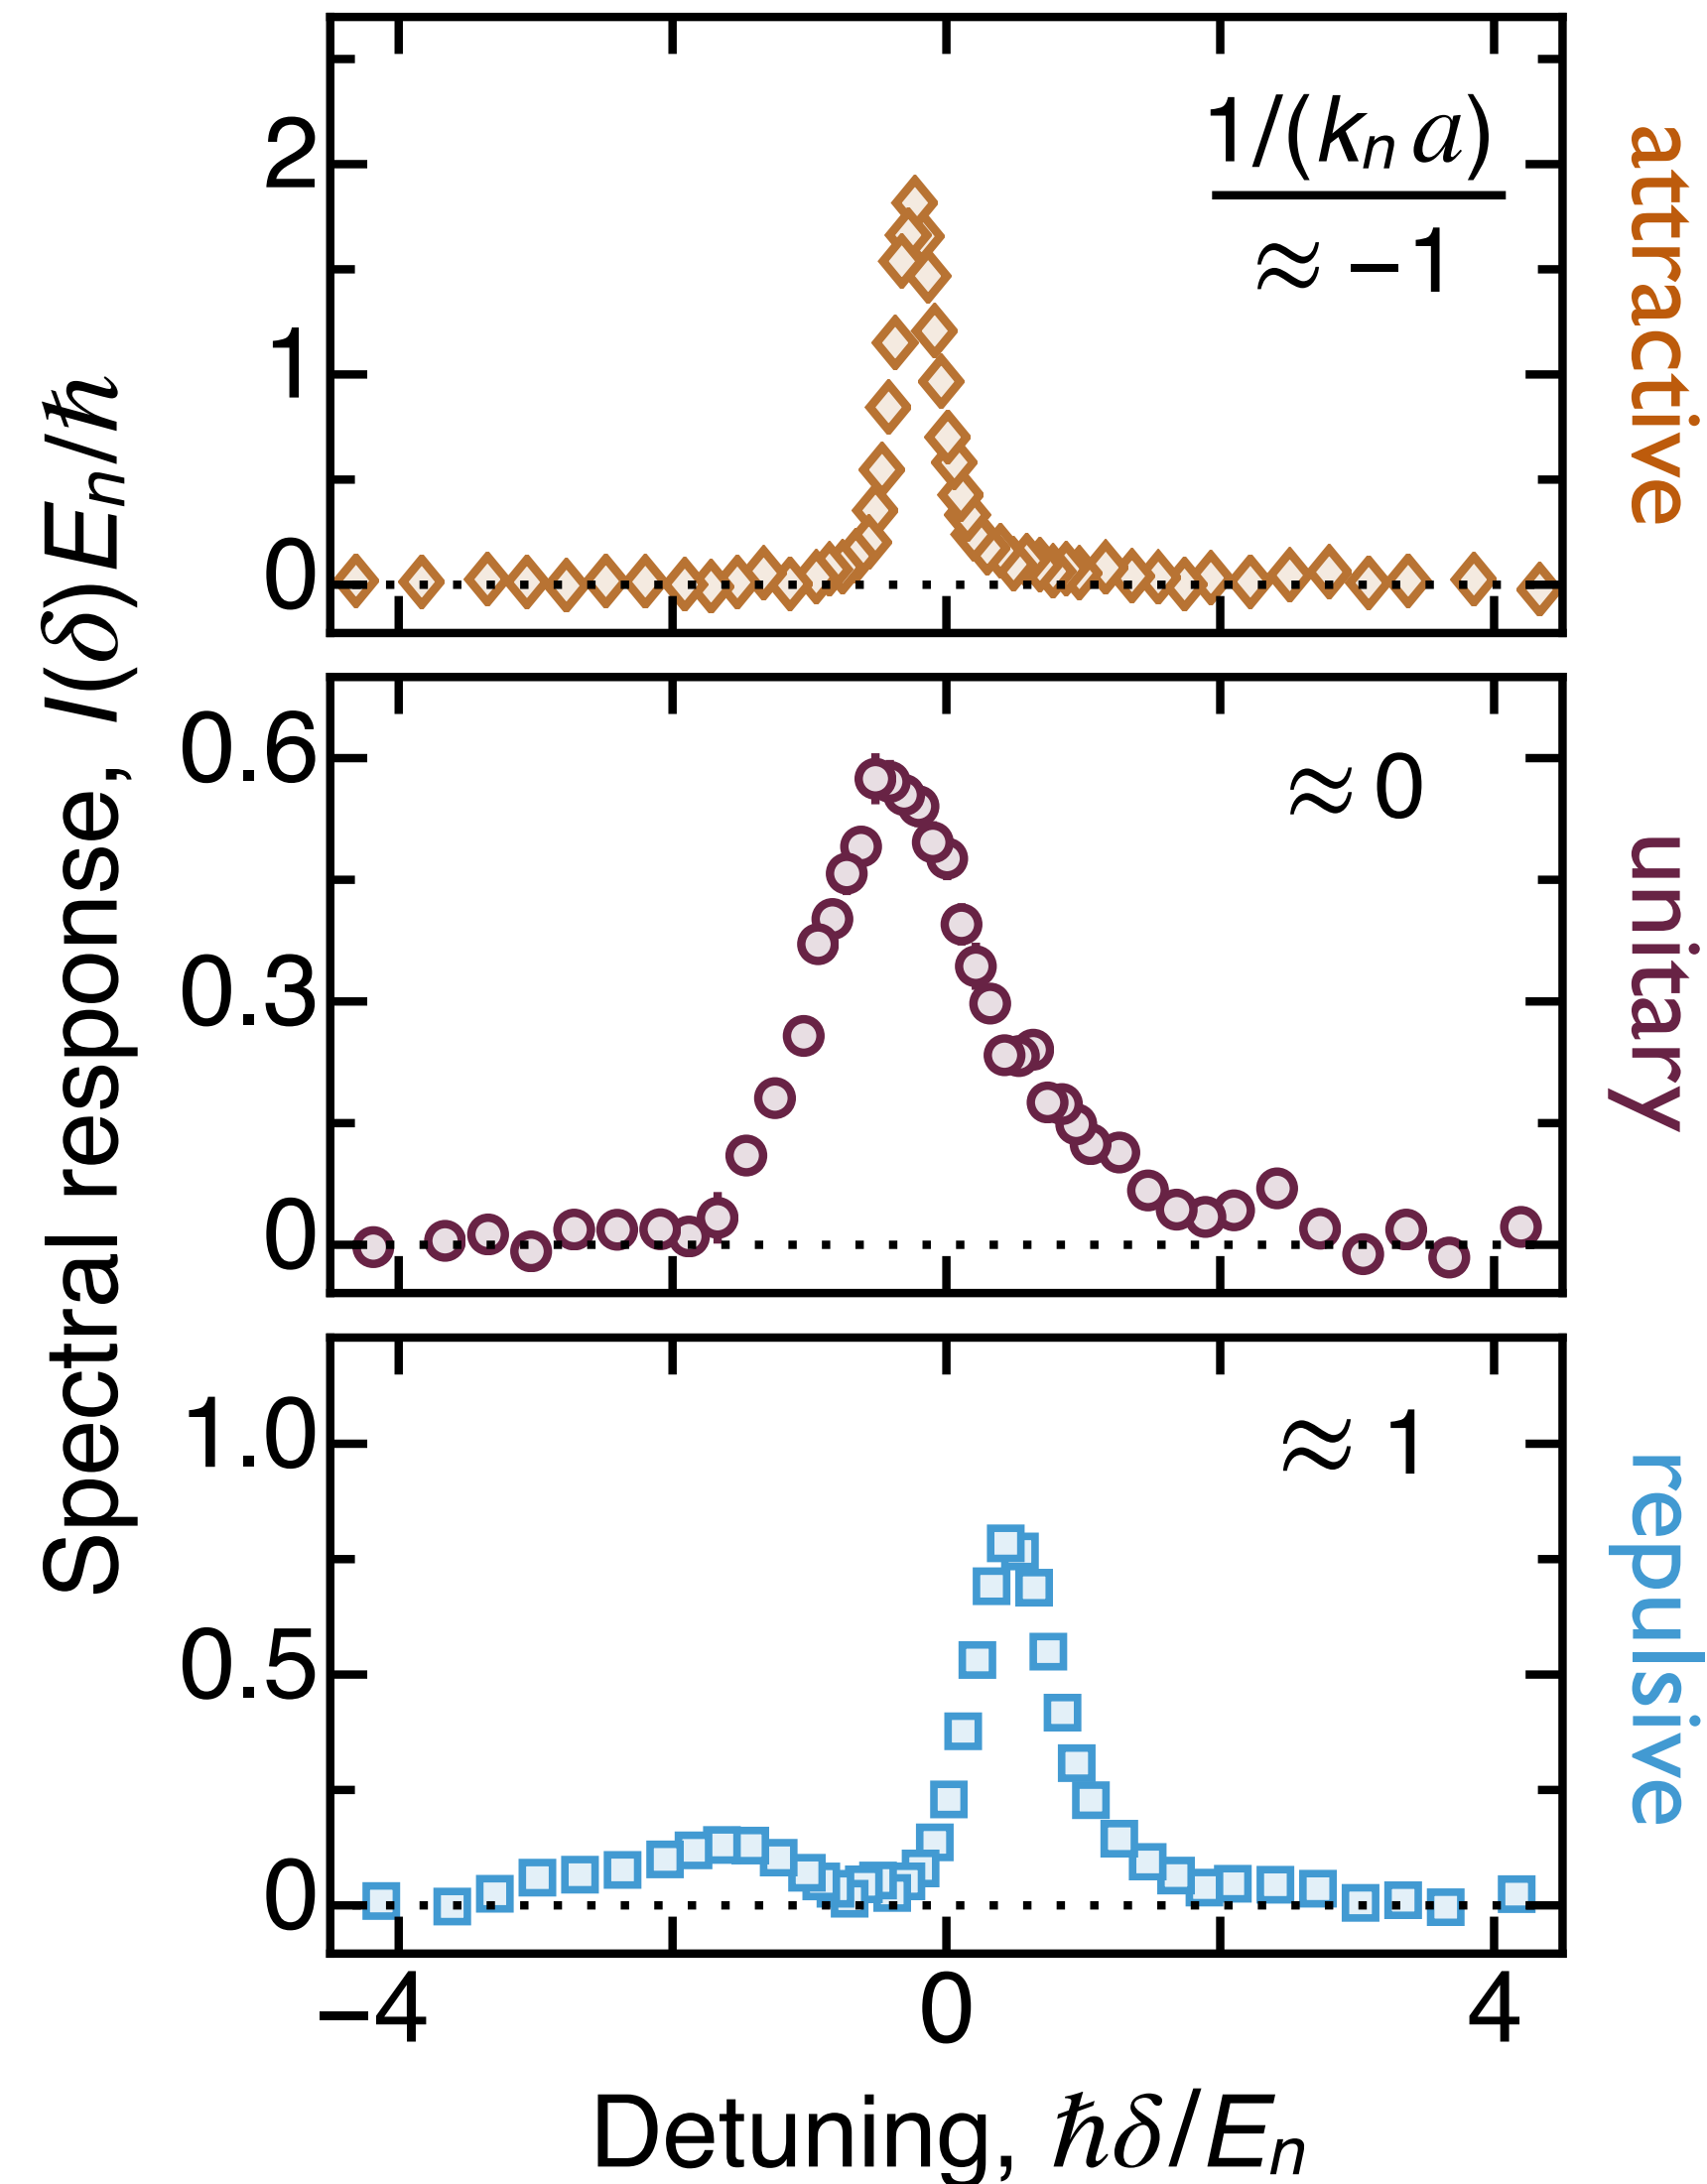 Spectral response, I(δ)Eₙ/ħ
2
1
0
1/(kₙ a)
≈ −1
attractive
0.6
0.3
0
≈ 0
unitary
1.0
0.5
0
≈ 1
repulsive
−4 0 4
Detuning, ħδ/Eₙ